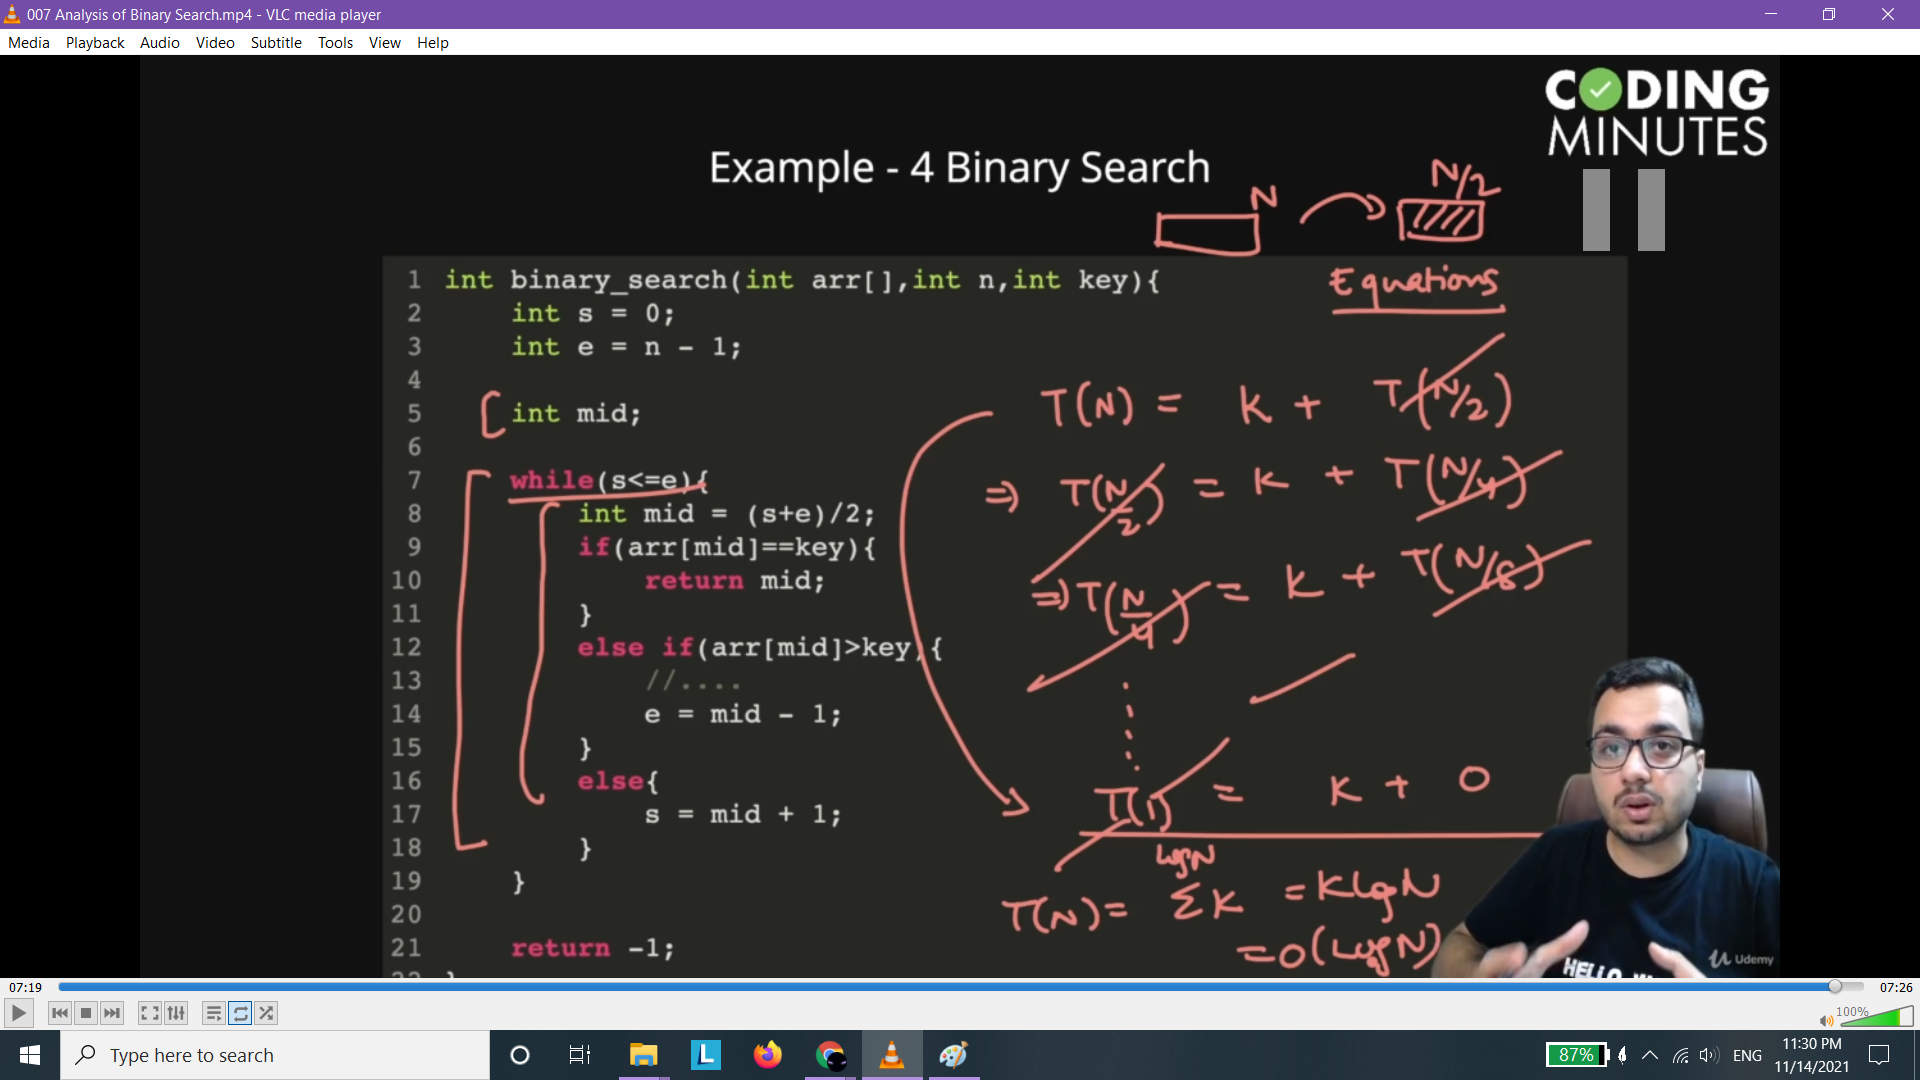 007 Analysis of Binary Search.mp4 - VLC media player
Media Playback Audio Video Subtitle Tools View Help
CODING
MINUTES
Example - 4 Binary Search
N
N/2
Equations
1 int binary_search(int arr[],int n,int key){
2 int s = 0;
3 int e = n - 1;
4
5 int mid;
6
7 while(s<=e){
8 int mid = (s+e)/2;
9 if(arr[mid]==key){
10 return mid;
11 }
12 else if(arr[mid]>key){
13 //....
14 e = mid - 1;
15 }
16 else{
17 s = mid + 1;
18 }
19 }
20
21 return -1;
T(N) = K + T(N/2)
=> T(N/2) = K + T(N/4)
=> T(N/4) = K + T(N/8)
T(1) = K + 0
LogN
T(N) = Σ K = K Log N
= O(Log N)
HELLO
Udemy
07:19
07:26
100%
Type here to search
L
87%
ENG
11:30 PM
11/14/2021